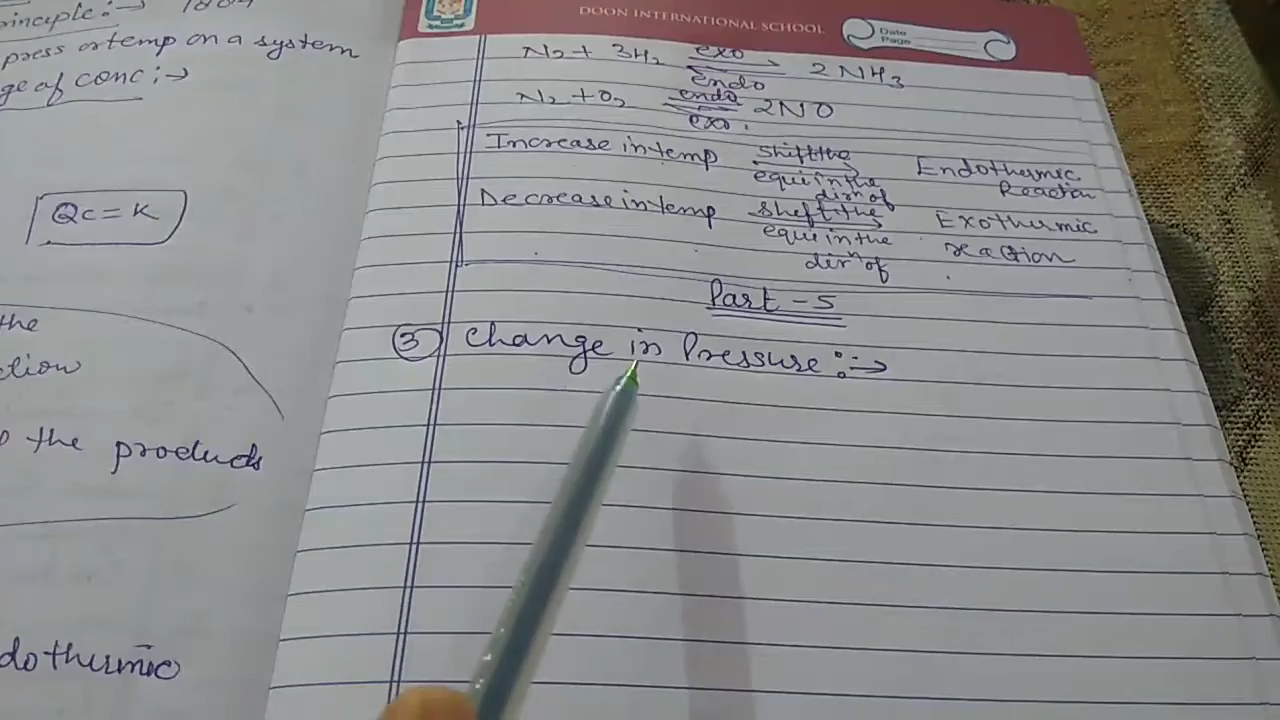 inciple :→ 1884
press or temp on a system
ge of conc :→
Qc = K
the
ction
o the products
dothermic
DOON INTERNATIONAL SCHOOL
Date
Page
N2 + 3H2 exo 2NH3
Endo
N2 + O2 endo 2NO
exo.
Increase in temp shift the equi in the dirn of Endothermic Reaction
Decrease in temp sheft the equi in the dirn of Exothermic reaction
Part - 5
3 Change in Pressure :→